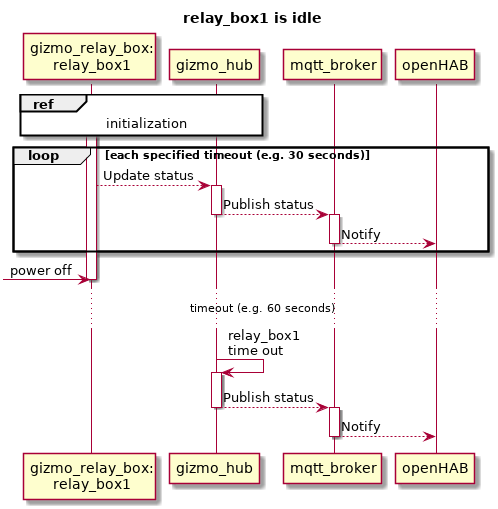 relay_box1 is idle
gizmo_relay_box:
relay_box1
gizmo_hub
mqtt_broker
openHAB
ref
initialization
loop
[each specified timeout (e.g. 30 seconds)]
Update status
Publish status
Notify
power off
timeout (e.g. 60 seconds)
relay_box1
time out
Publish status
Notify
gizmo_relay_box:
relay_box1
gizmo_hub
mqtt_broker
openHAB